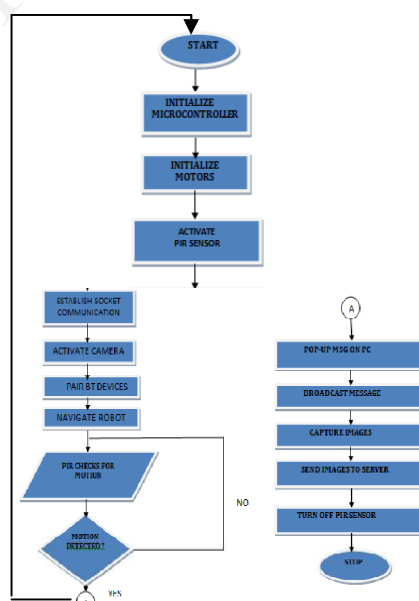 START
INITIALIZE
MICROCONTROLLER
INITIALIZE
MOTORS
ACTIVATE
PIR SENSOR
ESTABLISH SOCKET
COMMUNICATION
ACTIVATE CAMERA
PAIR BT DEVICES
NAVIGATE ROBOT
PIR CHECKS FOR
MOTION
NO
MOTION
DETECTED?
YES
A
POP-UP MSG ON PC
BROADCAST MESSAGE
CAPTURE IMAGES
SEND IMAGES TO SERVER
TURN OFF PIR SENSOR
STOP